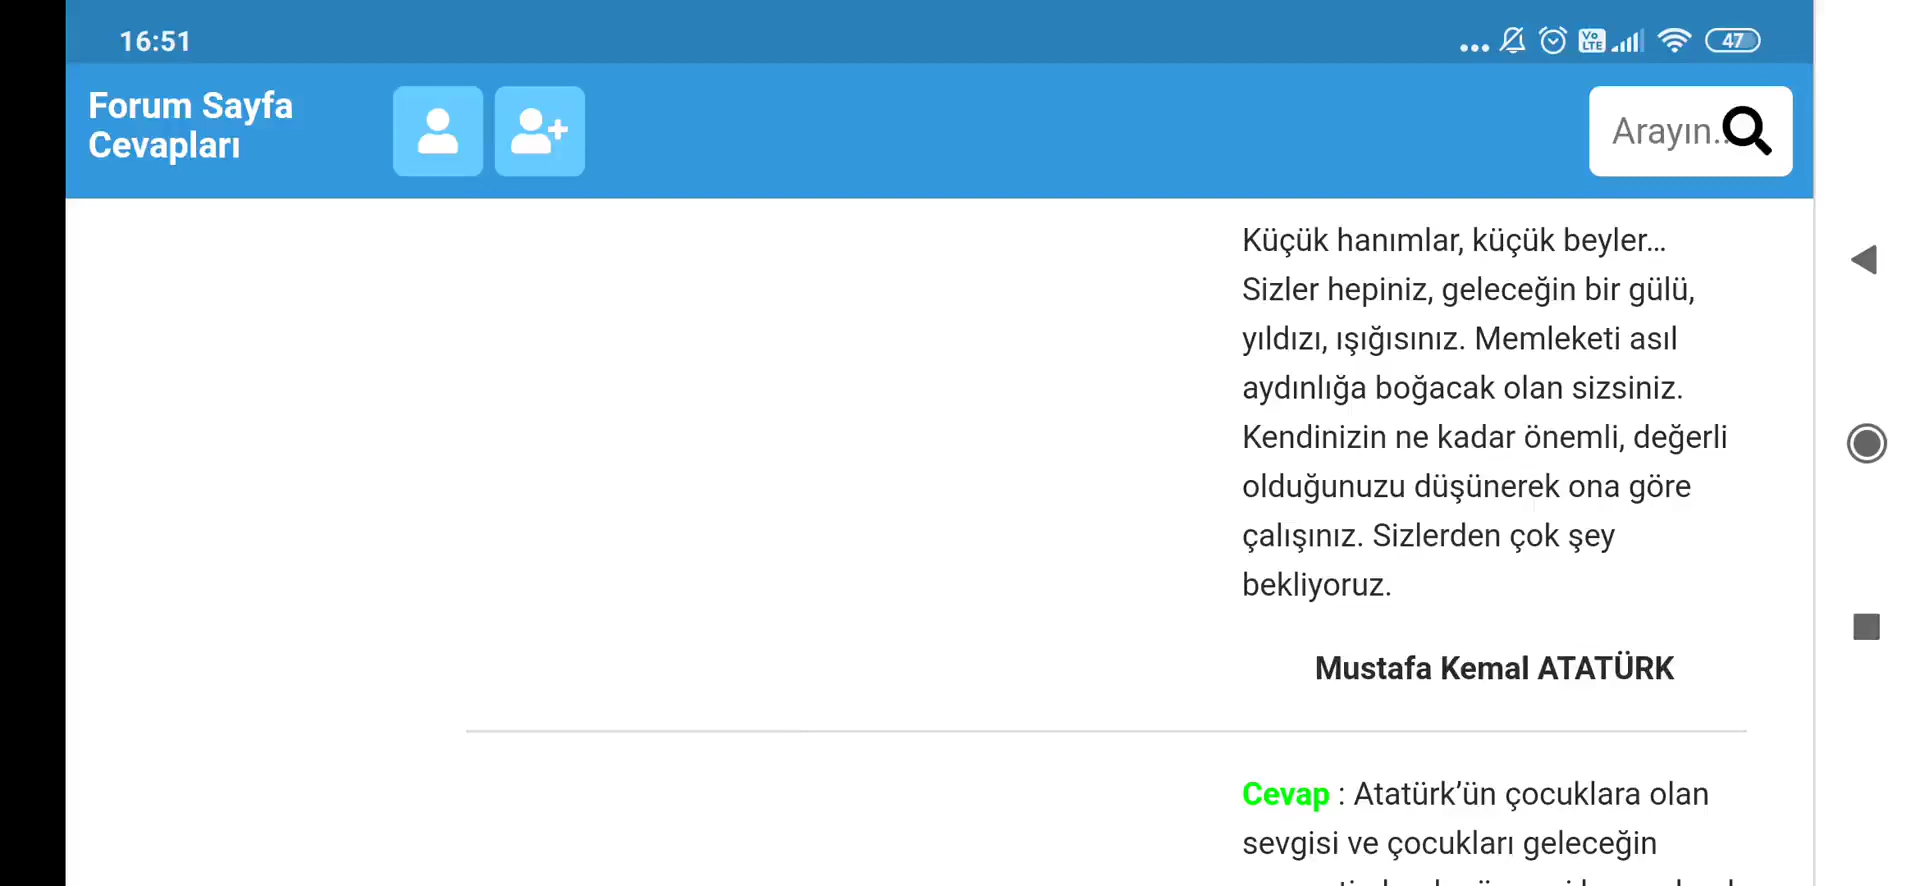 16:51
Vo LTE
47
Forum Sayfa
Cevapları
Arayın..
Küçük hanımlar, küçük beyler...
Sizler hepiniz, geleceğin bir gülü,
yıldızı, ışığısınız. Memleketi asıl
aydınlığa boğacak olan sizsiniz.
Kendinizin ne kadar önemli, değerli
olduğunuzu düşünerek ona göre
çalışınız. Sizlerden çok şey
bekliyoruz.
Mustafa Kemal ATATÜRK
Cevap : Atatürk’ün çocuklara olan
sevgisi ve çocukları geleceğin